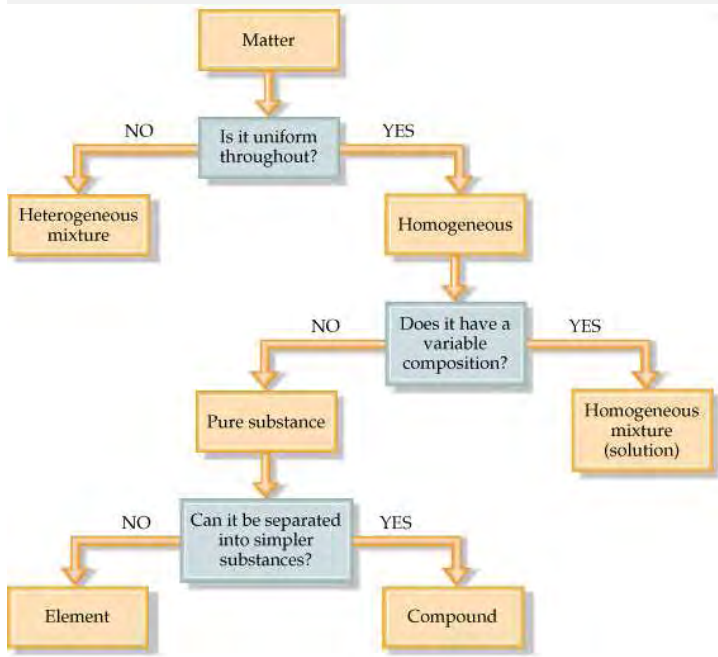 Matter
NO
Is it uniform
throughout?
YES
Heterogeneous
mixture
Homogeneous
NO
Does it have a
variable
composition?
YES
Pure substance
Homogeneous
mixture
(solution)
NO
Can it be separated
into simpler
substances?
YES
Element
Compound